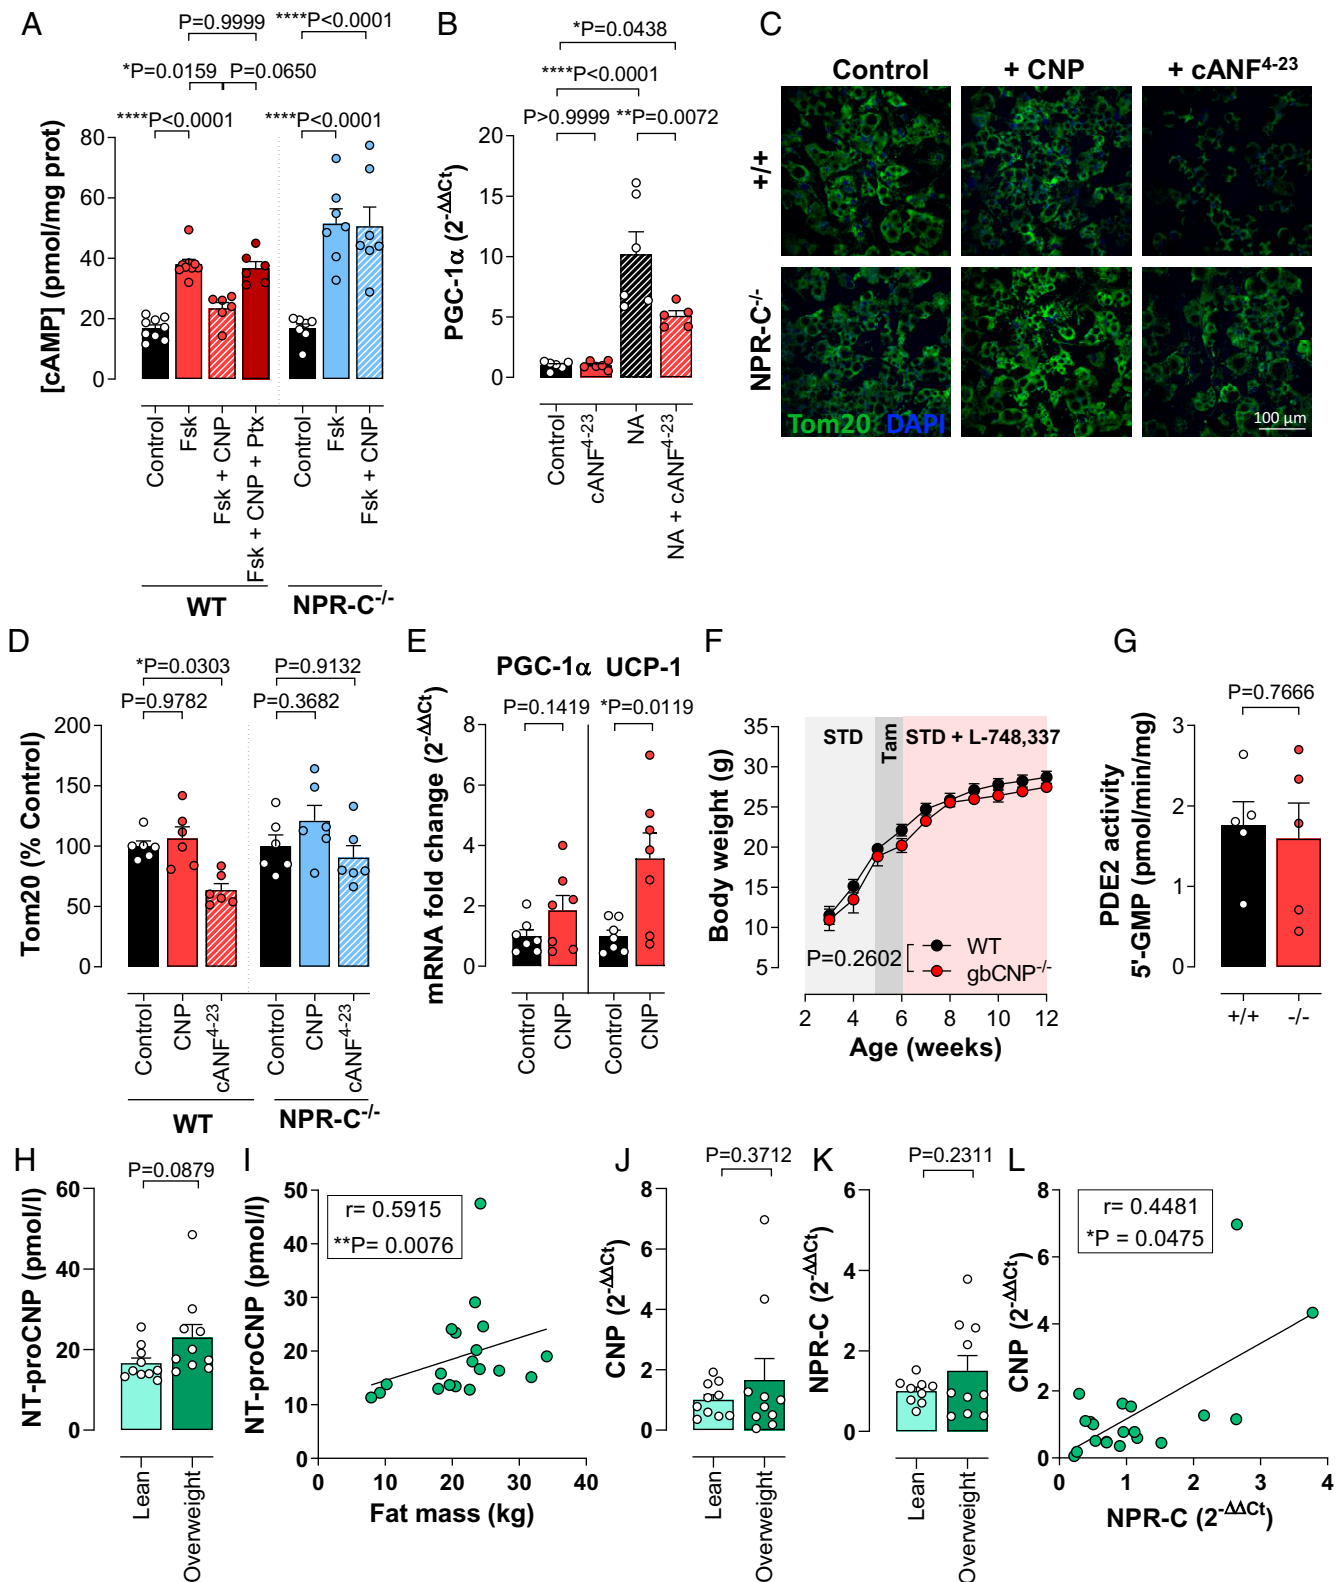 A
P=0.9999
****P<0.0001
*P=0.0159
P=0.0650
****P<0.0001
****P<0.0001
[cAMP] (pmol/mg prot)
80
60
40
20
0
Control
Fsk
Fsk + CNP
Fsk + CNP + Ptx
Control
Fsk
Fsk + CNP
WT
NPR-C-/-
B
*P=0.0438
****P<0.0001
P>0.9999
**P=0.0072
PGC-1α (2-ΔΔCt)
20
15
10
5
0
Control
cANF4-23
NA
NA + cANF4-23
C
Control
+ CNP
+ cANF4-23
+/+
NPR-C-/-
Tom20 DAPI
100 µm
D
*P=0.0303
P=0.9132
P=0.9782
P=0.3682
Tom20 (% Control)
200
150
100
50
0
Control
CNP
cANF4-23
Control
CNP
cANF4-23
WT
NPR-C-/-
E
PGC-1α
UCP-1
P=0.1419
*P=0.0119
mRNA fold change (2-ΔΔCt)
8
6
4
2
0
Control
CNP
Control
CNP
F
STD
Tam
STD + L-748,337
Body weight (g)
35
30
25
20
15
10
5
P=0.2602
WT
gbCNP-/-
2
4
6
8
10
12
Age (weeks)
G
P=0.7666
PDE2 activity
5'-GMP (pmol/min/mg)
3
2
1
0
+/+
-/-
H
P=0.0879
NT-proCNP (pmol/l)
60
40
20
0
Lean
Overweight
I
r= 0.5915
**P= 0.0076
NT-proCNP (pmol/l)
50
40
30
20
10
0
0
10
20
30
40
Fat mass (kg)
J
P=0.3712
CNP (2-ΔΔCt)
8
6
4
2
0
Lean
Overweight
K
P=0.2311
NPR-C (2-ΔΔCt)
6
4
2
0
Lean
Overweight
L
r= 0.4481
*P = 0.0475
CNP (2-ΔΔCt)
8
6
4
2
0
0
1
2
3
4
NPR-C (2-ΔΔCt)